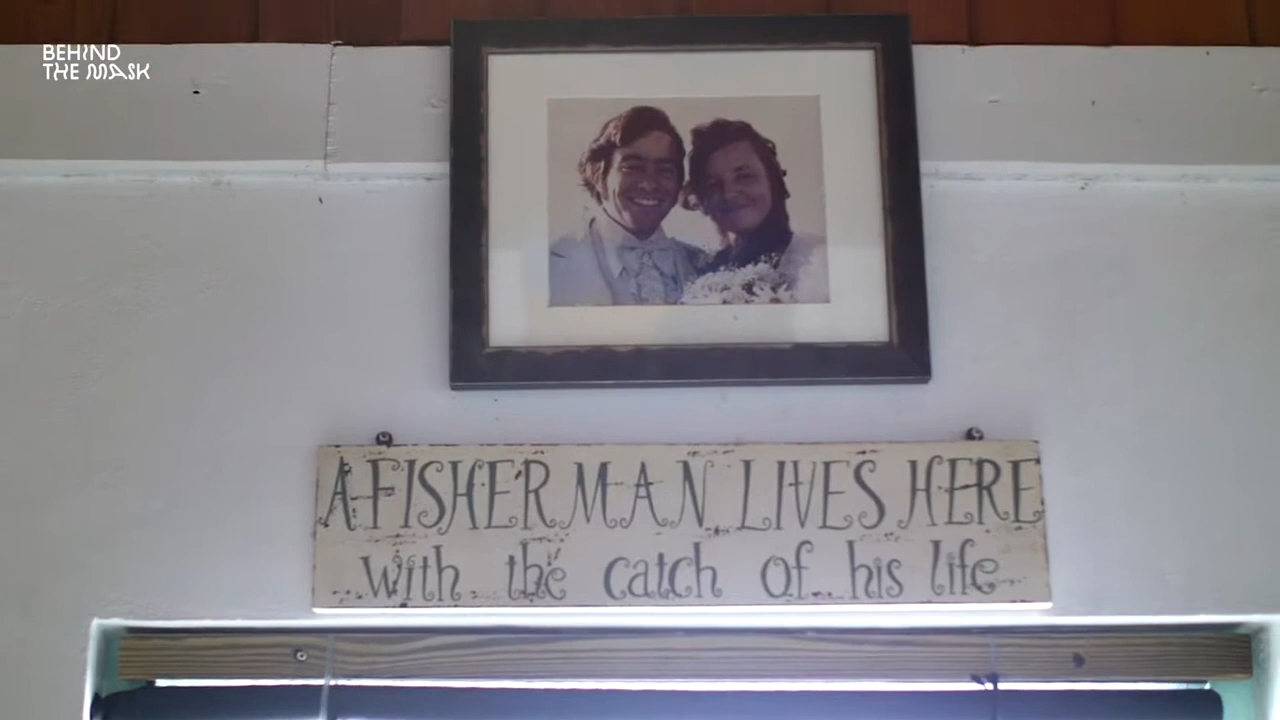 BEHIND
THE MASK
A FISHERMAN LIVES HERE
with the catch of his life